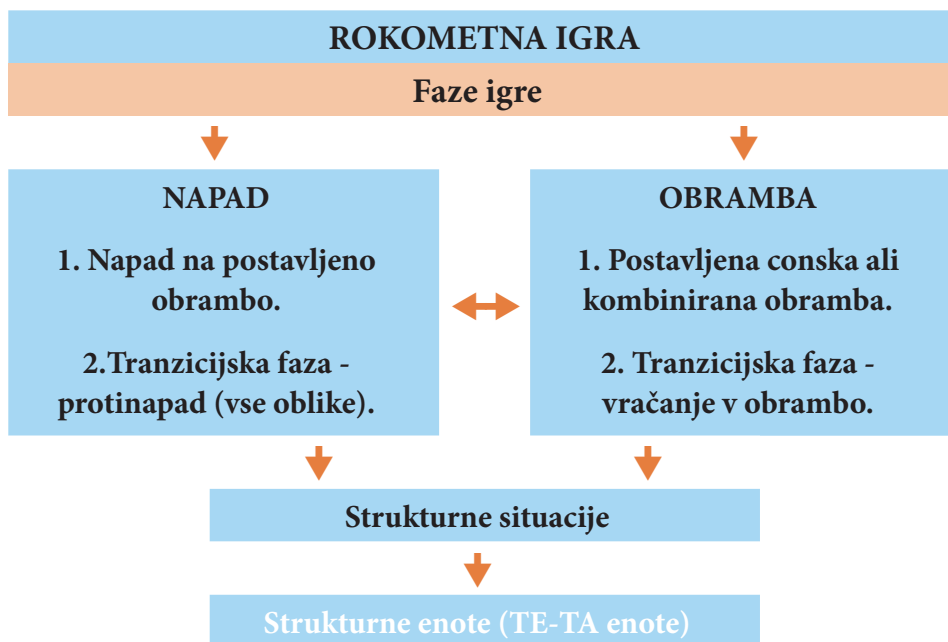 ROKOMETNA IGRA
Faze igre
NAPAD
1. Napad na postavljeno
obrambo.
2.Tranzicijska faza -
protinapad (vse oblike).
OBRAMBA
1. Postavljena conska ali
kombinirana obramba.
2. Tranzicijska faza -
vračanje v obrambo.
Strukturne situacije
Strukturne enote (TE-TA enote)